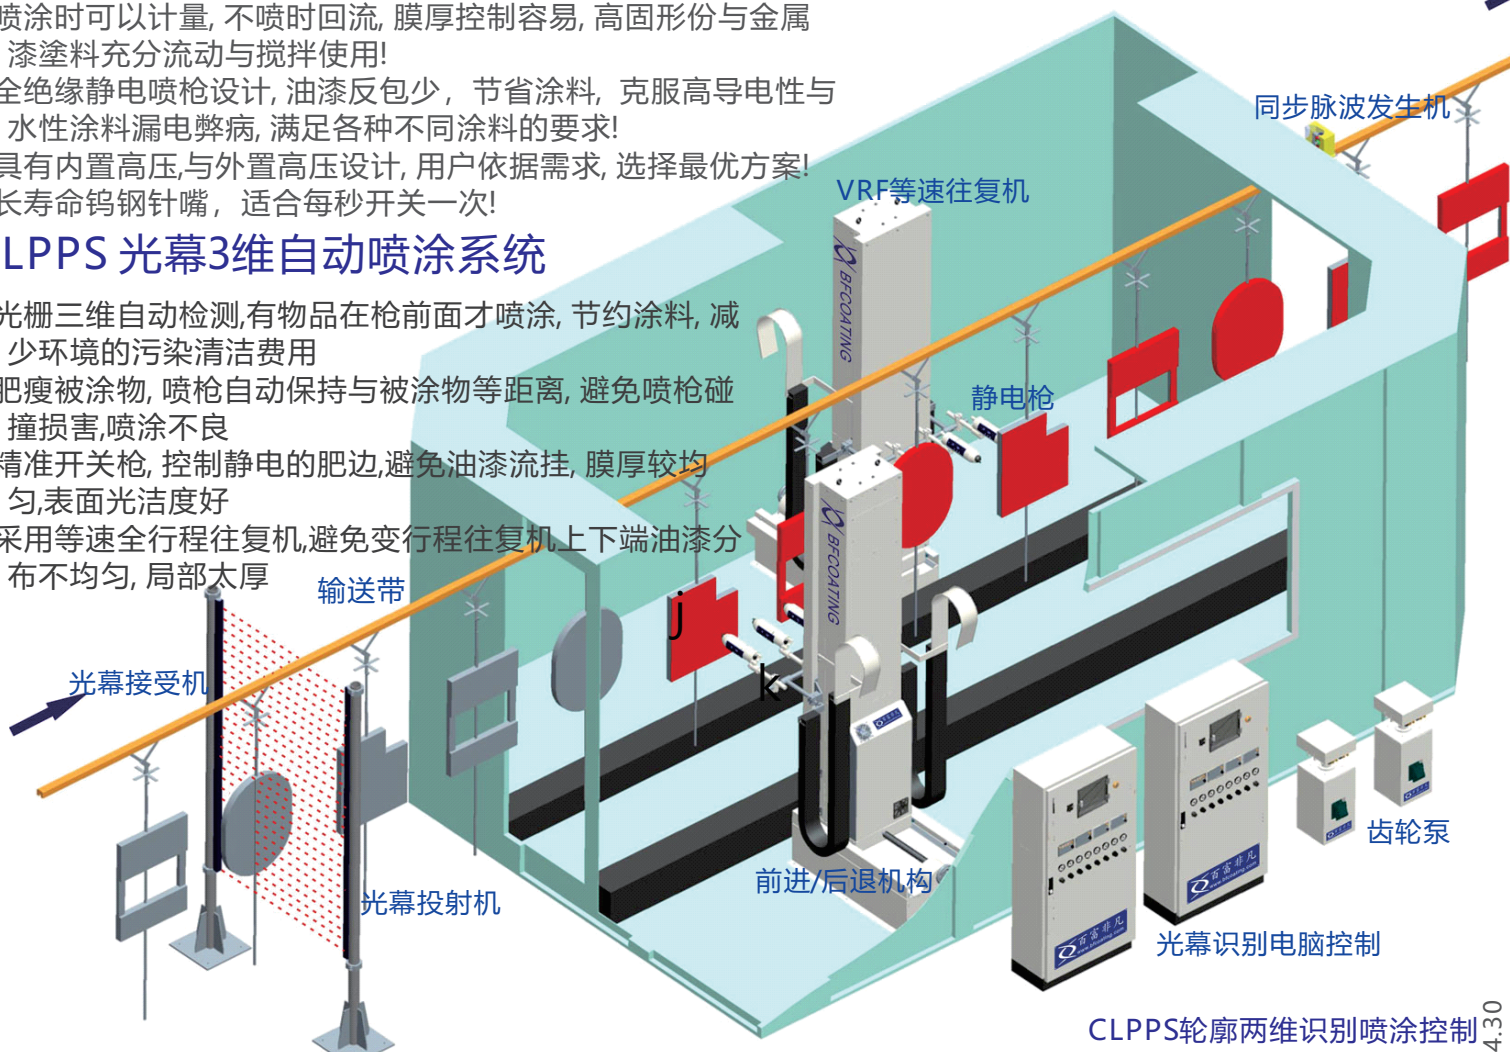 喷涂时可以计量, 不喷时回流, 膜厚控制容易, 高固形份与金属
漆塗料充分流动与搅拌使用!
全绝缘静电喷枪设计, 油漆反包少，节省涂料, 克服高导电性与
水性涂料漏电弊病, 满足各种不同涂料的要求!
具有内置高压,与外置高压设计, 用户依据需求, 选择最优方案!
长寿命钨钢针嘴，适合每秒开关一次!
LPPS 光幕3维自动喷涂系统
光栅三维自动检测,有物品在枪前面才喷涂, 节约涂料, 减
少环境的污染清洁费用
肥瘦被涂物, 喷枪自动保持与被涂物等距离, 避免喷枪碰
撞损害,喷涂不良
精准开关枪, 控制静电的肥边,避免油漆流挂, 膜厚较均
匀,表面光洁度好
采用等速全行程往复机,避免变行程往复机上下端油漆分
布不均匀, 局部太厚
同步脉波发生机
VRF等速往复机
BFCOATING
静电枪
BFCOATING
输送带
j
k
光幕接受机
光幕投射机
前进/后退机构
齿轮泵
百富非凡
www.bfcoating.com
百富非凡
www.bfcoating.com
光幕识别电脑控制
CLPPS轮廓两维识别喷涂控制
4.30